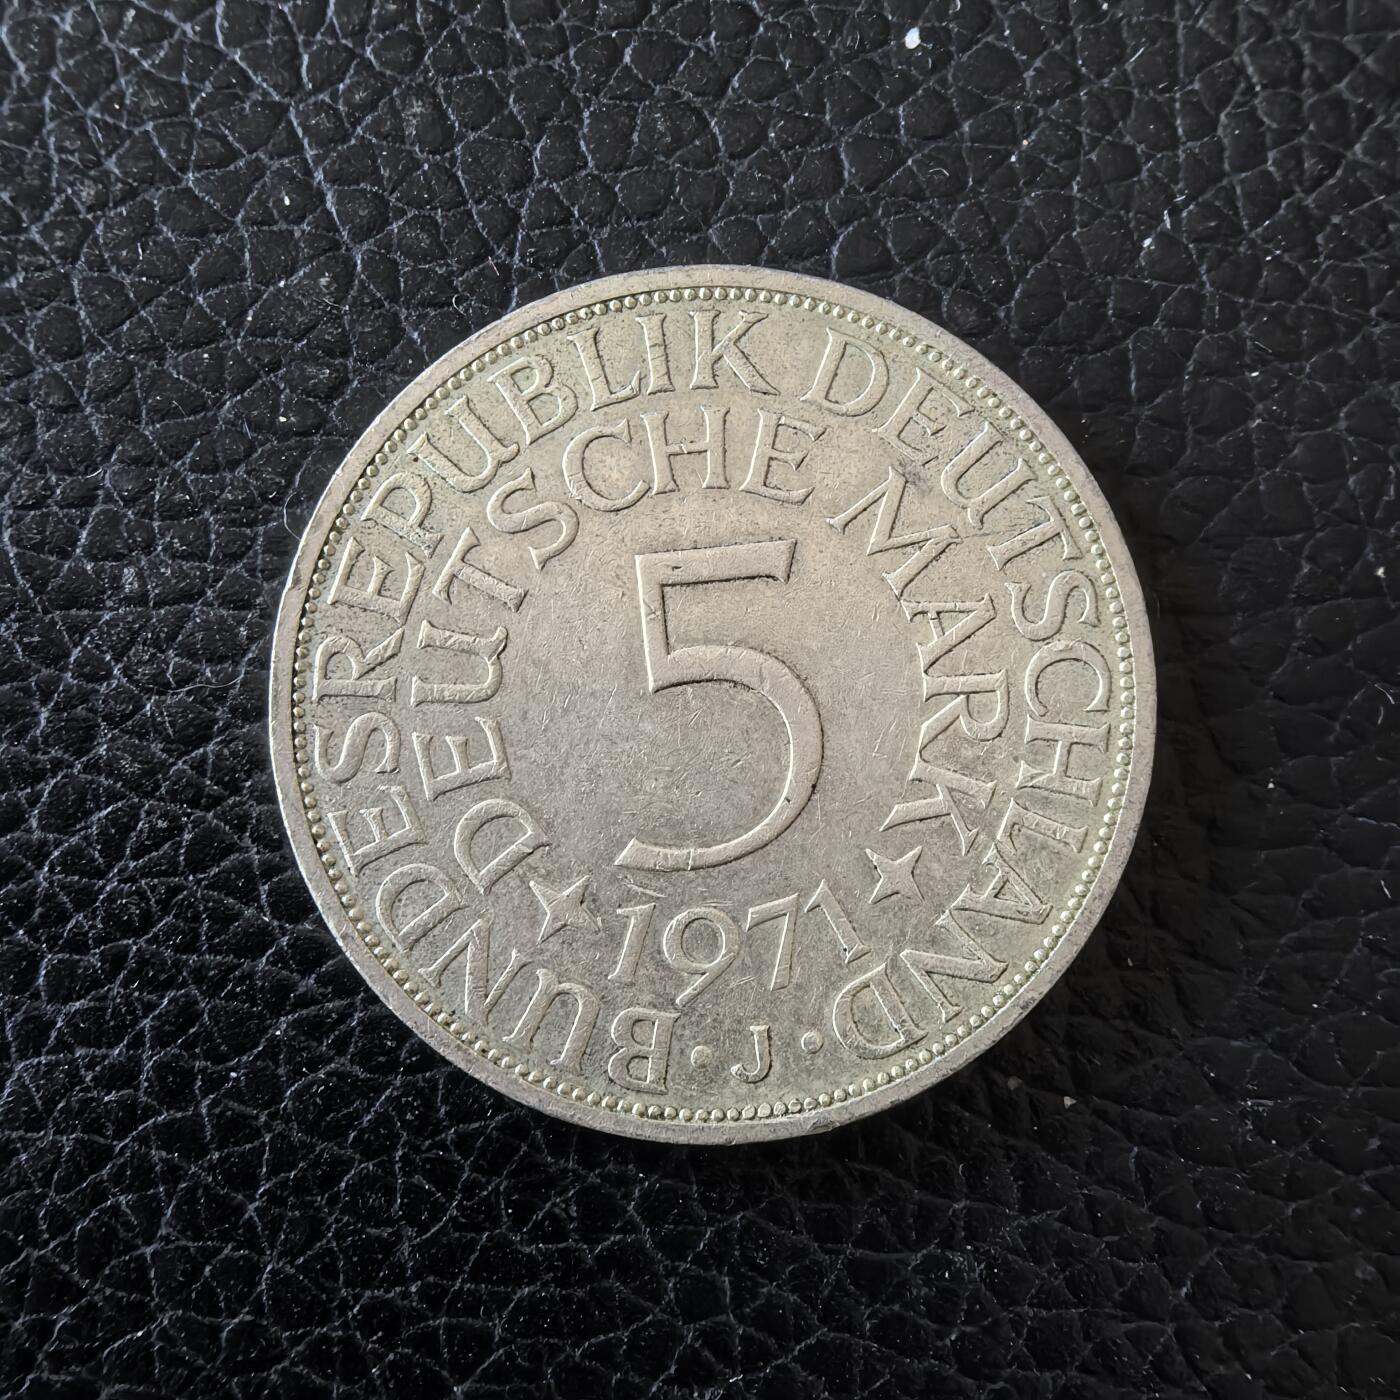 BUNDESREPUBLIK DEUTSCHLAND
DEUTSCHE MARK
5
1971
· J ·